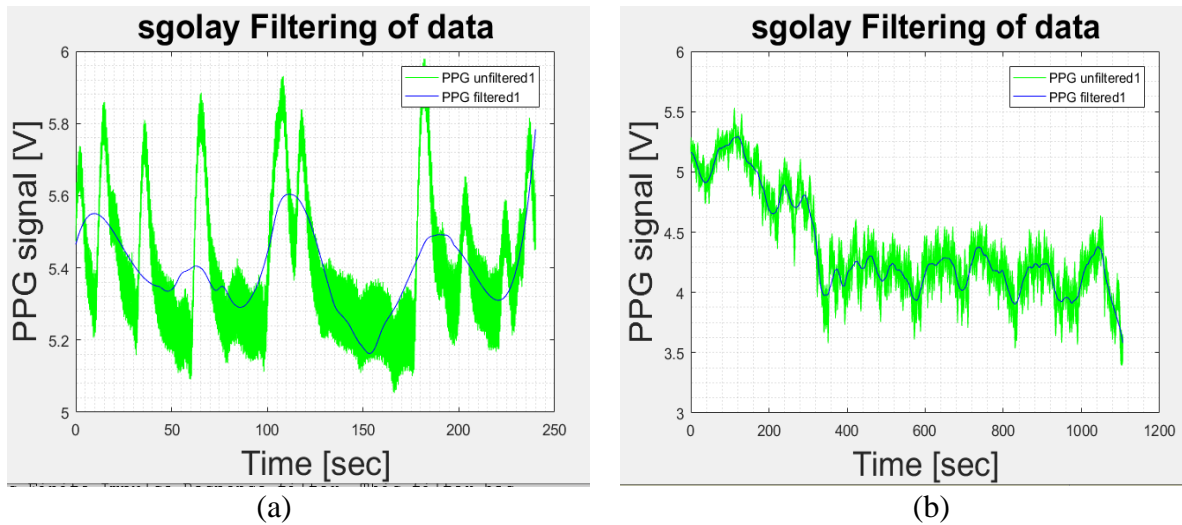 sgolay Filtering of data
6
5.8
5.6
5.4
5.2
5
PPG signal [V]
PPG unfiltered1
PPG filtered1
0 50 100 150 200 250 300
Time [sec]
(a)
sgolay Filtering of data
6
5.5
5
4.5
4
3.5
3
PPG signal [V]
PPG unfiltered1
PPG filtered1
0 200 400 600 800 1000 1200
Time [sec]
(b)